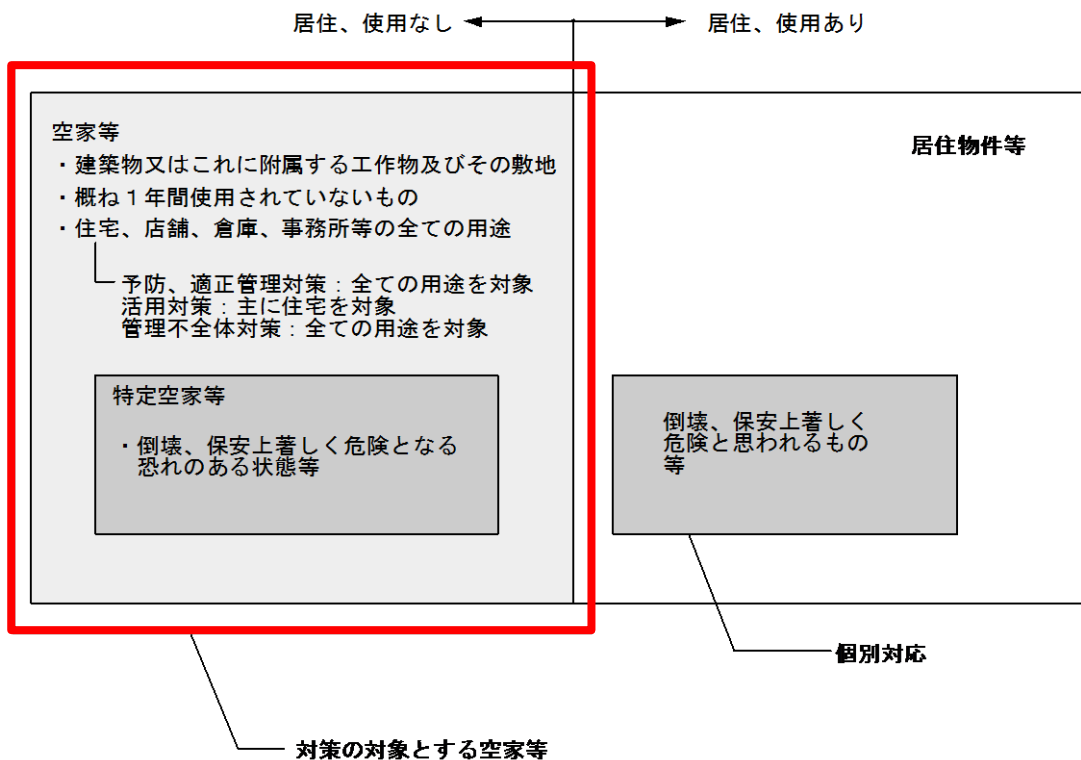 居住、使用なし
居住、使用あり
空家等
・建築物又はこれに附属する工作物及びその敷地
・概ね１年間使用されていないもの
・住宅、店舗、倉庫、事務所等の全ての用途
予防、適正管理対策：全ての用途を対象
活用対策：主に住宅を対象
管理不全体対策：全ての用途を対象
特定空家等
・倒壊、保安上著しく危険となる
恐れのある状態等
居住物件等
倒壊、保安上著しく
危険と思われるもの
等
個別対応
対策の対象とする空家等